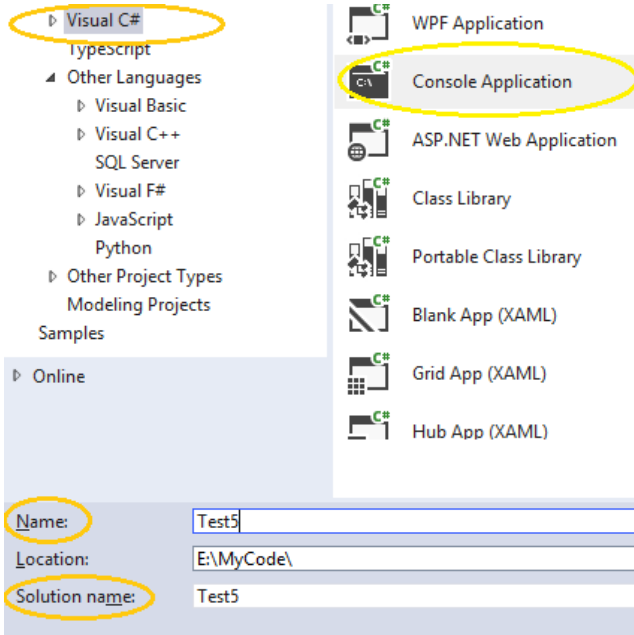 Visual C#
TypeScript
Other Languages
Visual Basic
Visual C++
SQL Server
Visual F#
JavaScript
Python
Other Project Types
Modeling Projects
Samples
Online
C#
WPF Application
C#
C:\
Console Application
C#
ASP.NET Web Application
C#
Class Library
C#
Portable Class Library
C#
Blank App (XAML)
C#
Grid App (XAML)
C#
Hub App (XAML)
Name: Test5
Location: E:\MyCode\
Solution name: Test5